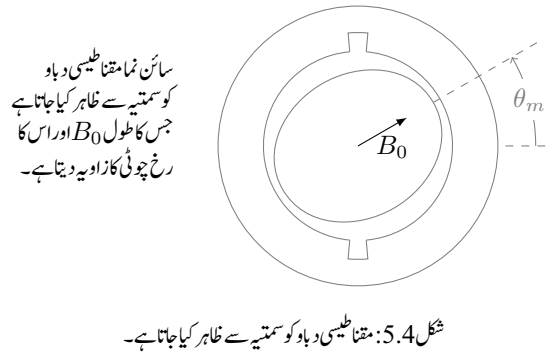 سائن نما مقناطیسی دباو
کو سمتیہ سے ظاہر کیا جاتا ہے
جس کا طول B₀ اور اس کا
رخ چوٹی کا زاویہ دیتا ہے۔
θₘ
B₀
شکل 5.4: مقناطیسی دباو کو سمتیہ سے ظاہر کیا جاتا ہے۔